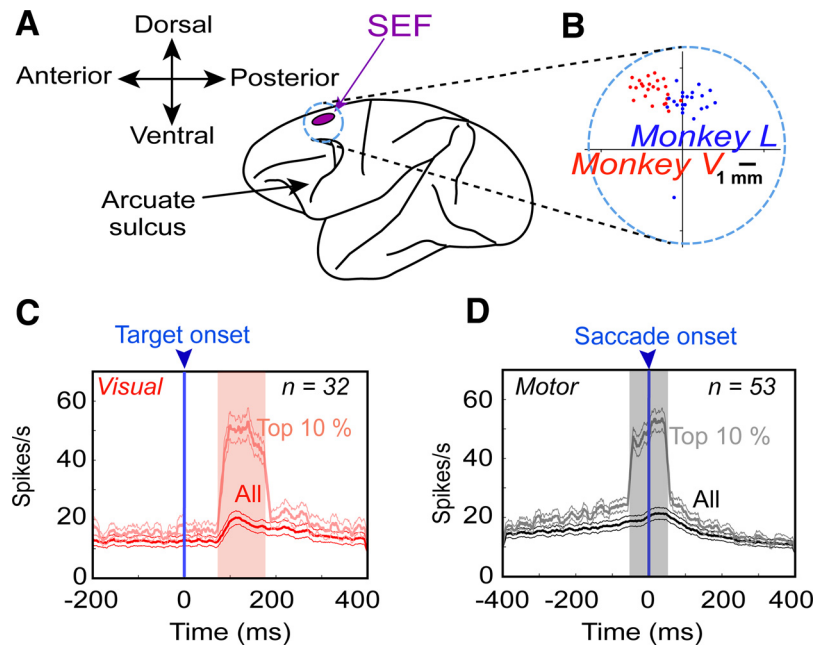 A
Dorsal
Anterior
Posterior
Ventral
SEF
Arcuate
sulcus
B
Monkey L
Monkey V
1 mm
C
Target onset
Visual
n = 32
Top 10 %
All
Spikes/s
60
40
20
0
-200
0
200
400
Time (ms)
D
Saccade onset
Motor
n = 53
Top 10 %
All
Spikes/s
60
40
20
0
-400
-200
0
200
400
Time (ms)